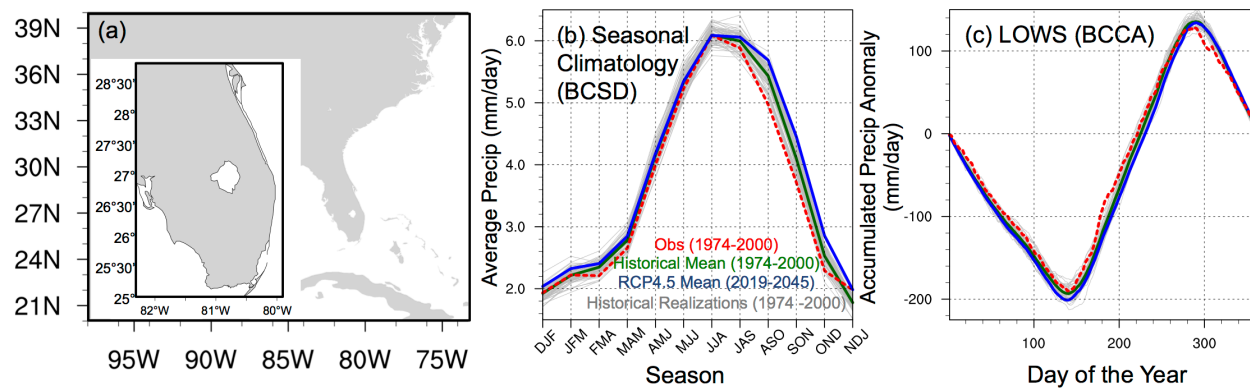 (a)
39N
36N
33N
30N
27N
24N
21N
95W
90W
85W
80W
75W
28°30'
28°
27°30'
27°
26°30'
26°
25°30'
25°
82°W
81°W
80°W
(b) Seasonal
Climatology
(BCSD)
Average Precip (mm/day)
6.0
5.0
4.0
3.0
2.0
Obs (1974-2000)
Historical Mean (1974-2000)
RCP4.5 Mean (2019-2045)
Historical Realizations (1974 -2000)
DJF
JFM
FMA
MAM
AMJ
MJJ
JJA
JAS
ASO
SON
OND
NDJ
Season
(c) LOWS (BCCA)
Accumulated Precip Anomaly
(mm/day)
100
0
-100
-200
100
200
300
Day of the Year